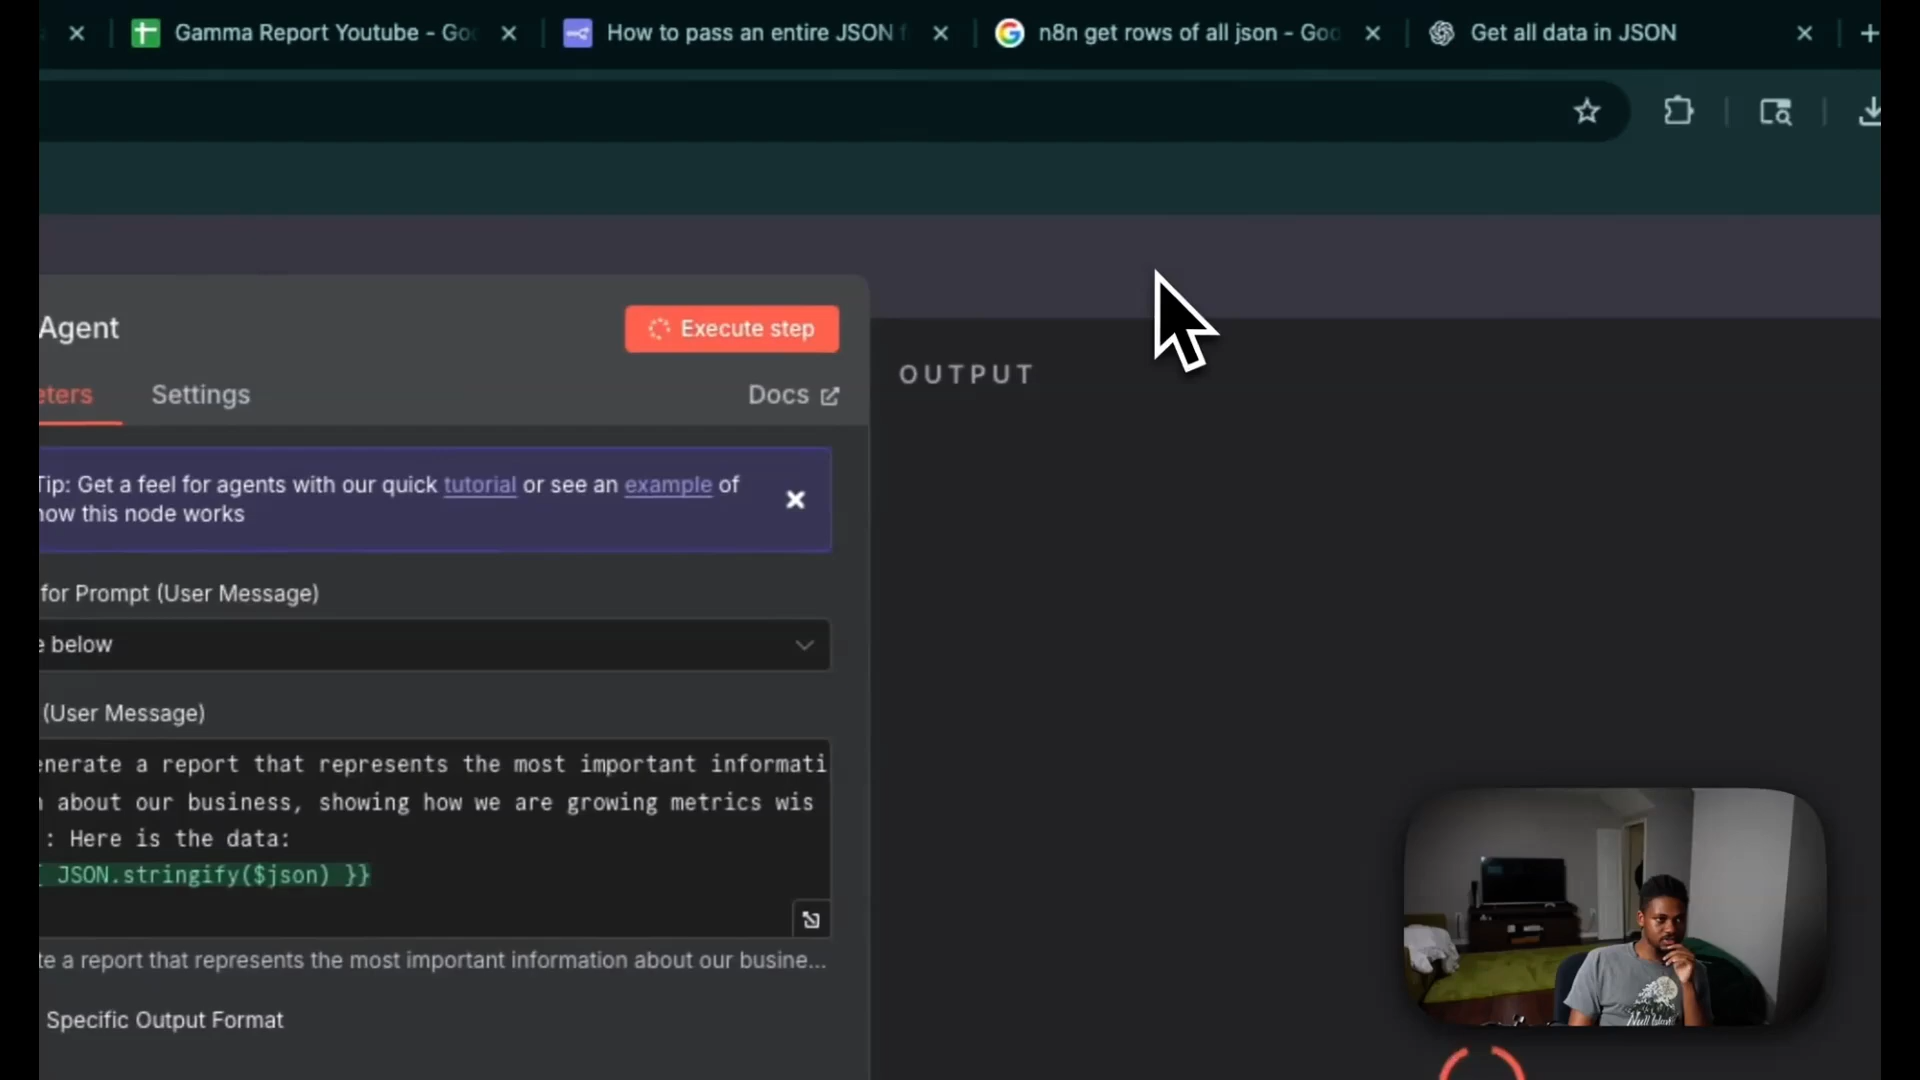 Gamma Report Youtube - Goo
How to pass an entire JSON f
n8n get rows of all json - Goo
Get all data in JSON
Agent
Execute step
OUTPUT
eters
Settings
Docs
Tip: Get a feel for agents with our quick tutorial or see an example of
how this node works
for Prompt (User Message)
e below
(User Message)
enerate a report that represents the most important informati
n about our business, showing how we are growing metrics wis
: Here is the data:
{ JSON.stringify($json) }}
te a report that represents the most important information about our busine...
Specific Output Format